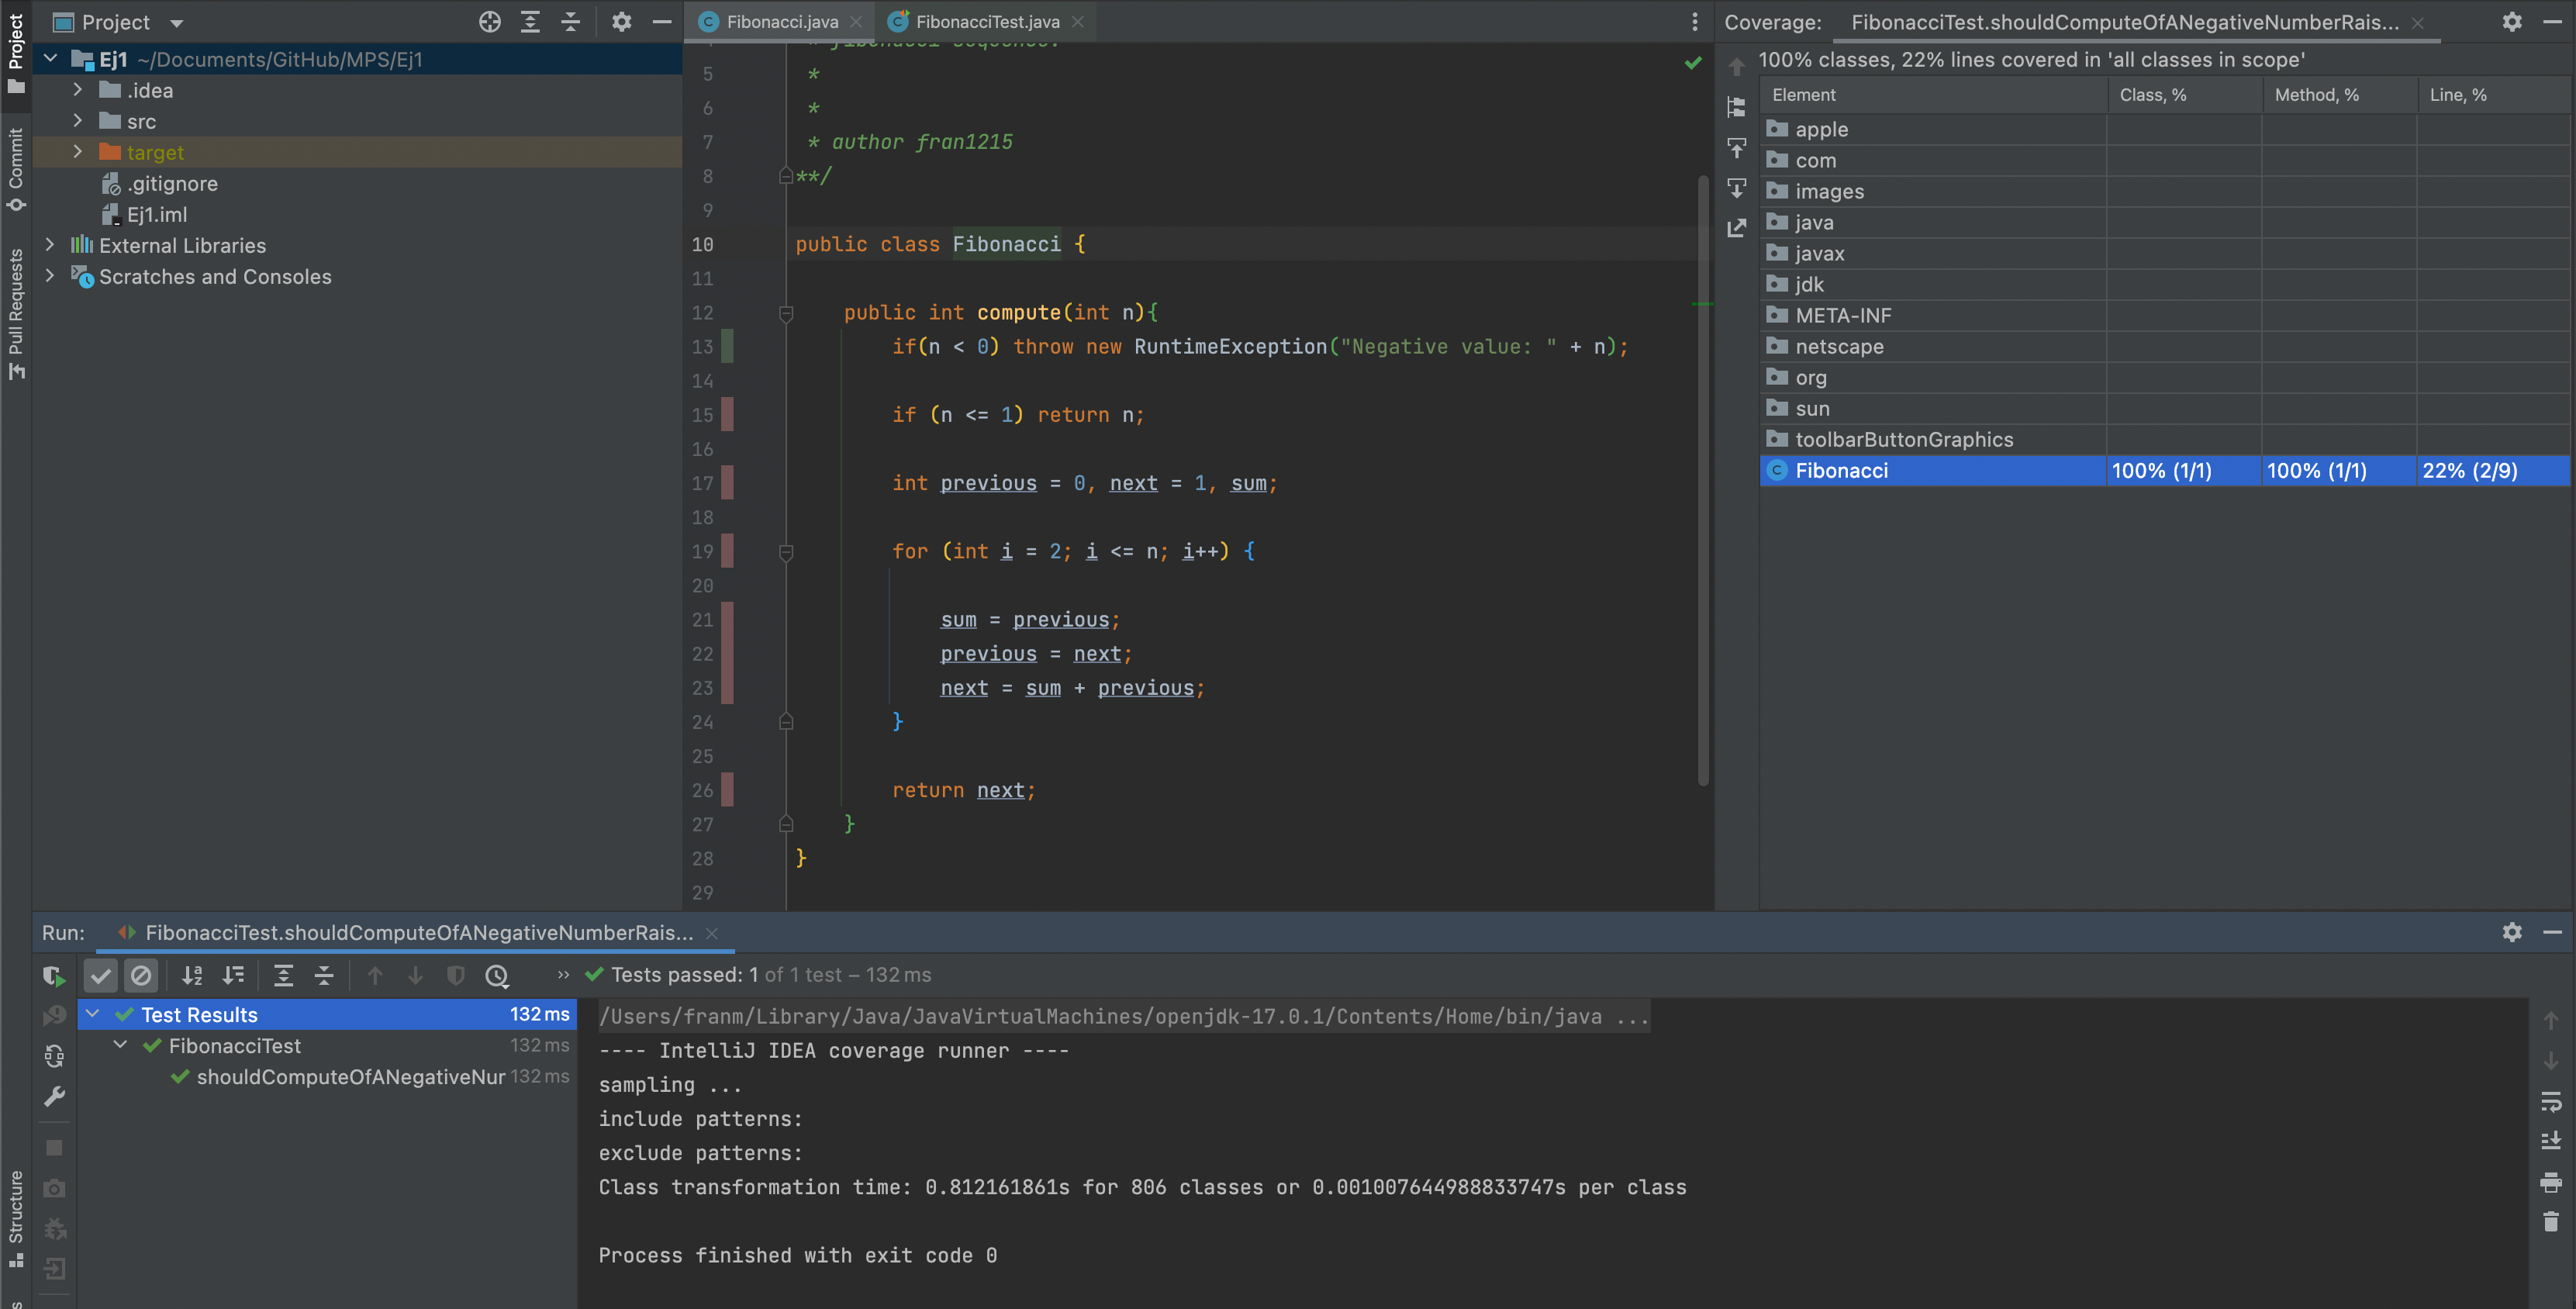 Project
Fibonacci.java
FibonacciTest.java
Coverage: FibonacciTest.shouldComputeOfANegativeNumberRais...
Project
Commit
Pull Requests
Structure
Ej1 ~/Documents/GitHub/MPS/Ej1
.idea
src
target
.gitignore
Ej1.iml
External Libraries
Scratches and Consoles
* fibonacci sequence.
5 *
6 *
7 * author fran1215
8 **/
9
10 public class Fibonacci {
11
12 public int compute(int n){
13 if(n < 0) throw new RuntimeException("Negative value: " + n);
14
15 if (n <= 1) return n;
16
17 int previous = 0, next = 1, sum;
18
19 for (int i = 2; i <= n; i++) {
20
21 sum = previous;
22 previous = next;
23 next = sum + previous;
24 }
25
26 return next;
27 }
28 }
29
100% classes, 22% lines covered in 'all classes in scope'
Element Class, % Method, % Line, %
apple
com
images
java
javax
jdk
META-INF
netscape
org
sun
toolbarButtonGraphics
Fibonacci 100% (1/1) 100% (1/1) 22% (2/9)
Run: FibonacciTest.shouldComputeOfANegativeNumberRais...
Tests passed: 1 of 1 test – 132 ms
Test Results 132 ms
FibonacciTest 132 ms
shouldComputeOfANegativeNur 132 ms
/Users/franm/Library/Java/JavaVirtualMachines/openjdk-17.0.1/Contents/Home/bin/java ...
---- IntelliJ IDEA coverage runner ----
sampling ...
include patterns:
exclude patterns:
Class transformation time: 0.812161861s for 806 classes or 0.001007644988833747s per class
Process finished with exit code 0